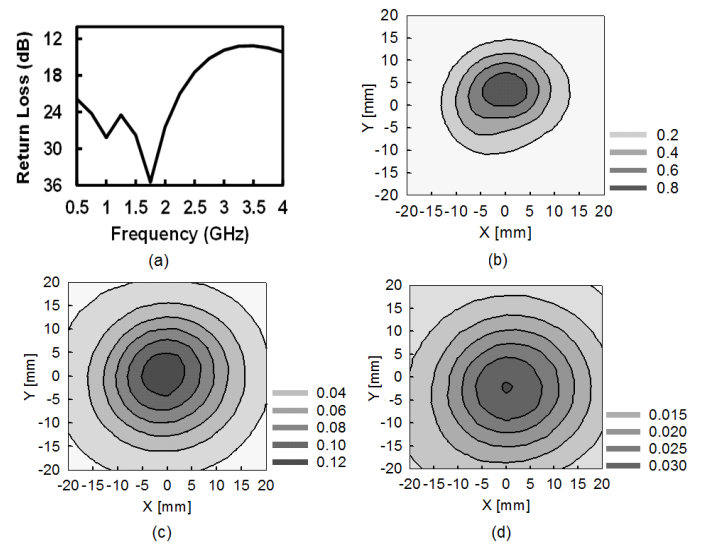 12
18
24
30
36
Return Loss (dB)
0.5 1 1.5 2 2.5 3 3.5 4
Frequency (GHz)
(a)
20
15
10
5
0
-5
-10
-15
-20
Y [mm]
-20 -15 -10 -5 0 5 10 15 20
X [mm]
0.2
0.4
0.6
0.8
(b)
20
15
10
5
0
-5
-10
-15
-20
Y [mm]
-20 -15 -10 -5 0 5 10 15 20
X [mm]
0.04
0.06
0.08
0.10
0.12
(c)
20
15
10
5
0
-5
-10
-15
-20
Y [mm]
-20 -15 -10 -5 0 5 10 15 20
X [mm]
0.015
0.020
0.025
0.030
(d)